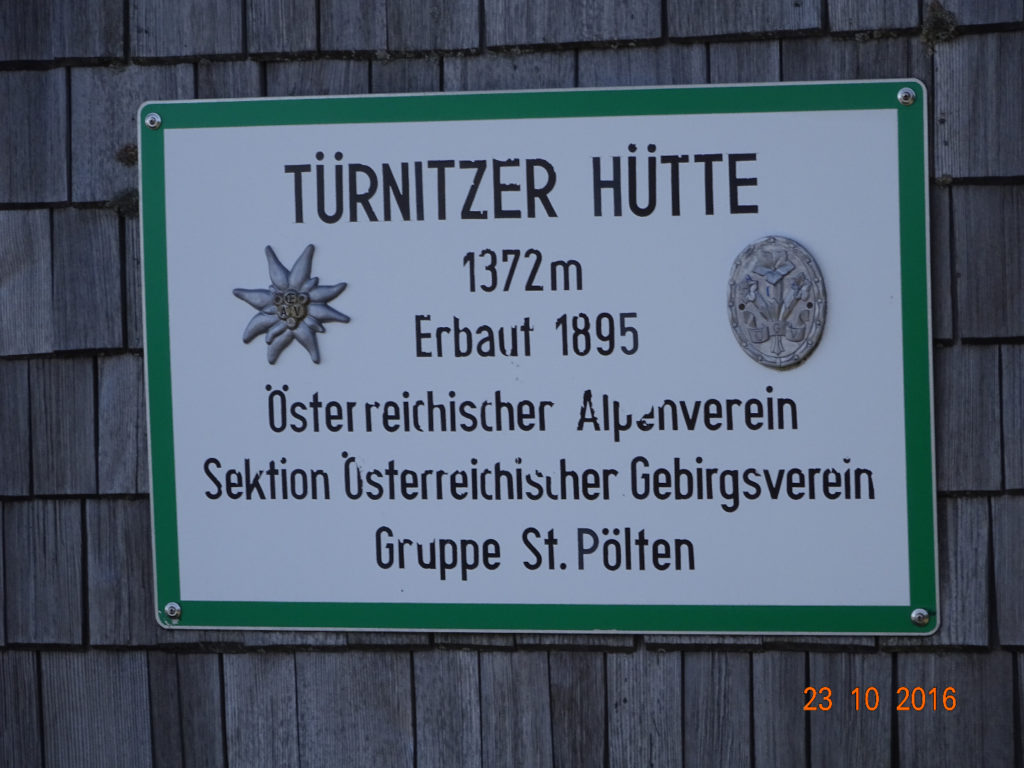 TÜRNITZER HÜTTE
1372m
Erbaut 1895
Österreichischer Alpenverein
Sektion Österreichischer Gebirgsverein
Gruppe St. Pölten
23 10 2016